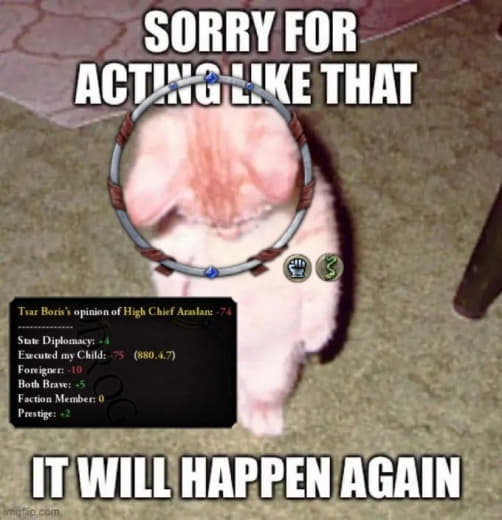 SORRY FOR
ACTING LIKE THAT
Tsar Boris's opinion of High Chief Araslan: -74
--------------
State Diplomacy: +4
Executed my Child: -75 (880.4.7)
Foreigner: -10
Both Brave: +5
Faction Member: 0
Prestige: +2
IT WILL HAPPEN AGAIN
imgflip.com